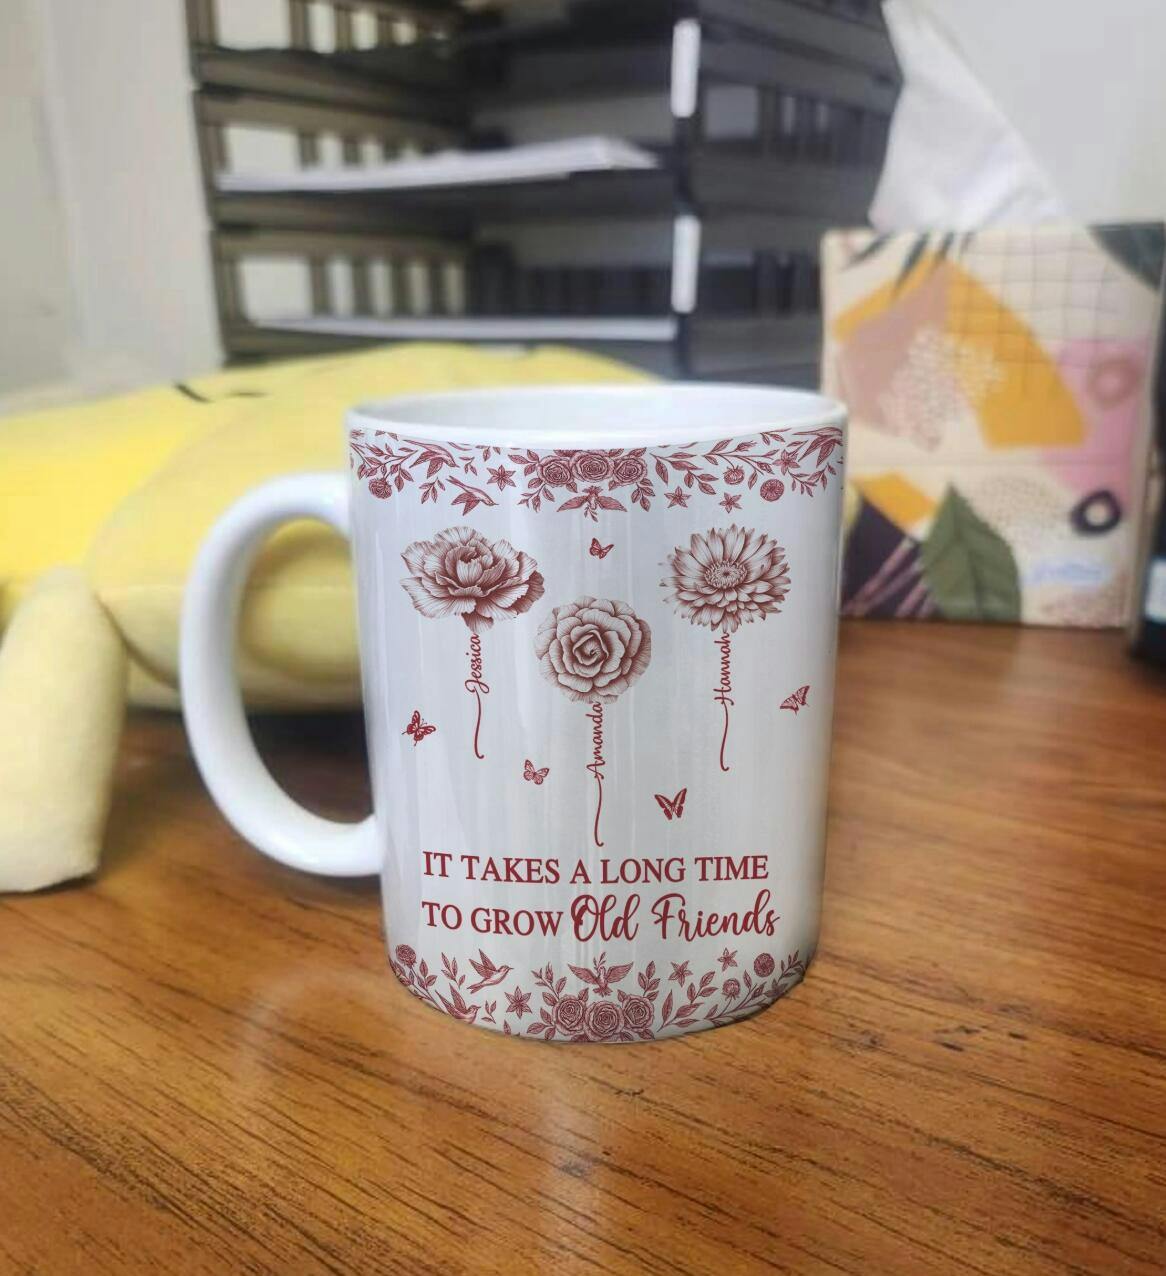 Jessica
Amanda
Hannah
IT TAKES A LONG TIME
TO GROW Old Friends